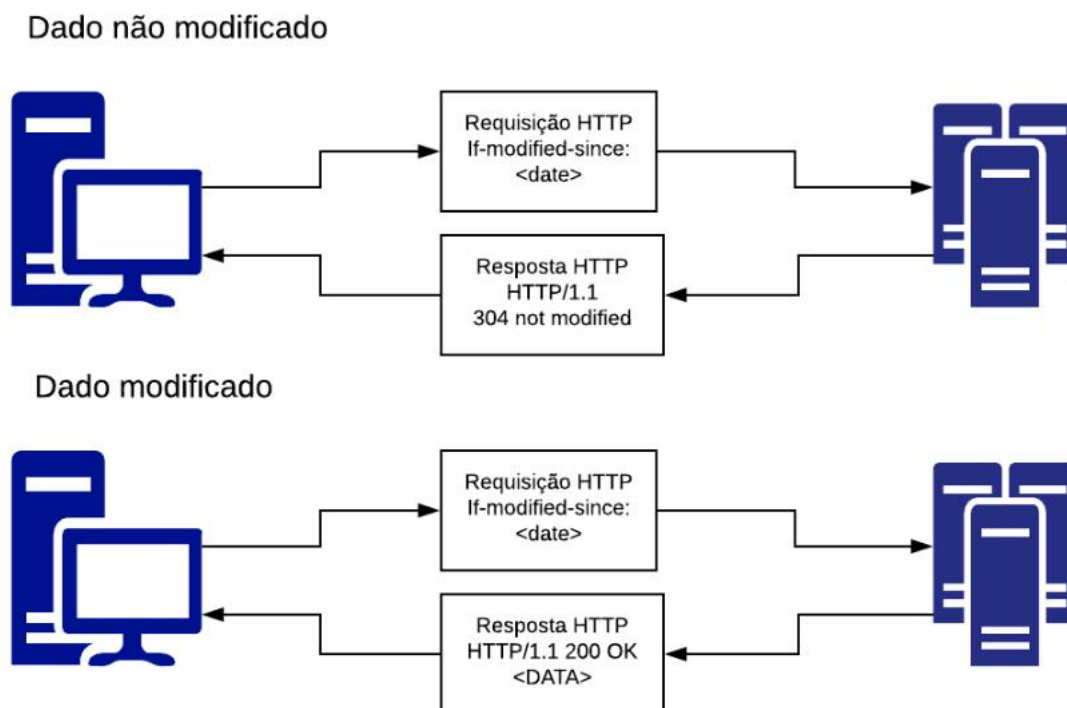 Dado não modificado
Requisição HTTP
If-modified-since:
<date>
Resposta HTTP
HTTP/1.1
304 not modified
Dado modificado
Requisição HTTP
If-modified-since:
<date>
Resposta HTTP
HTTP/1.1 200 OK
<DATA>